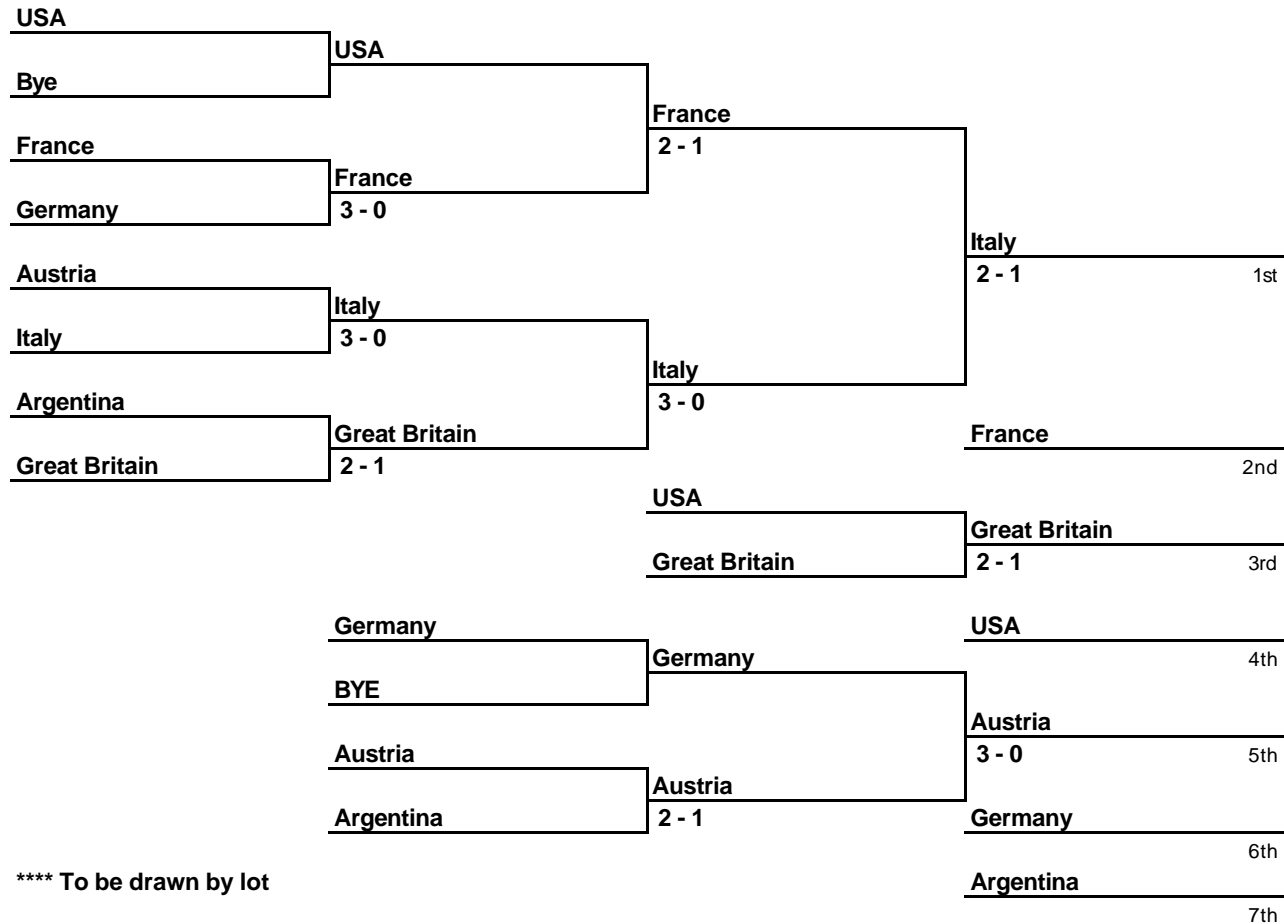 USA
USA
Bye
France
France
2 - 1
France
Germany
3 - 0
Italy
Austria
2 - 1
1st
Italy
Italy
3 - 0
Italy
Argentina
3 - 0
Great Britain
France
Great Britain
2 - 1
2nd
USA
Great Britain
Great Britain
2 - 1
3rd
Germany
USA
Germany
4th
BYE
Austria
Austria
3 - 0
5th
Austria
Argentina
2 - 1
Germany
6th
**** To be drawn by lot
Argentina
7th